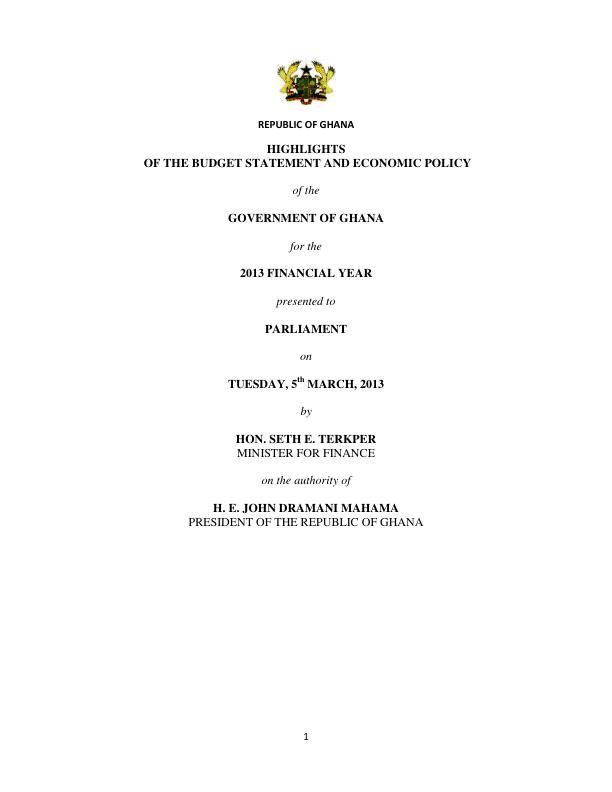 REPUBLIC OF GHANA
HIGHLIGHTS
OF THE BUDGET STATEMENT AND ECONOMIC POLICY
of the
GOVERNMENT OF GHANA
for the
2013 FINANCIAL YEAR
presented to
PARLIAMENT
on
TUESDAY, 5th MARCH, 2013
by
HON. SETH E. TERKPER
MINISTER FOR FINANCE
on the authority of
H. E. JOHN DRAMANI MAHAMA
PRESIDENT OF THE REPUBLIC OF GHANA
1